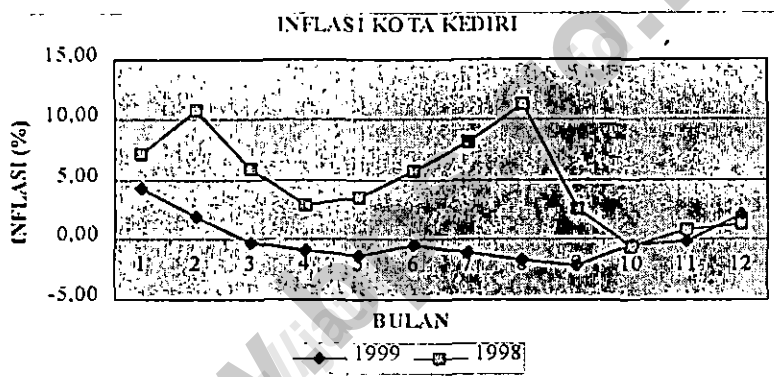 INFLASI KOTA KEDIRI
INFLASI (%)
15,00
10,00
5,00
0,00
-5,00
1 2 3 4 5 6 7 8 9 10 11 12
BULAN
1999 1998